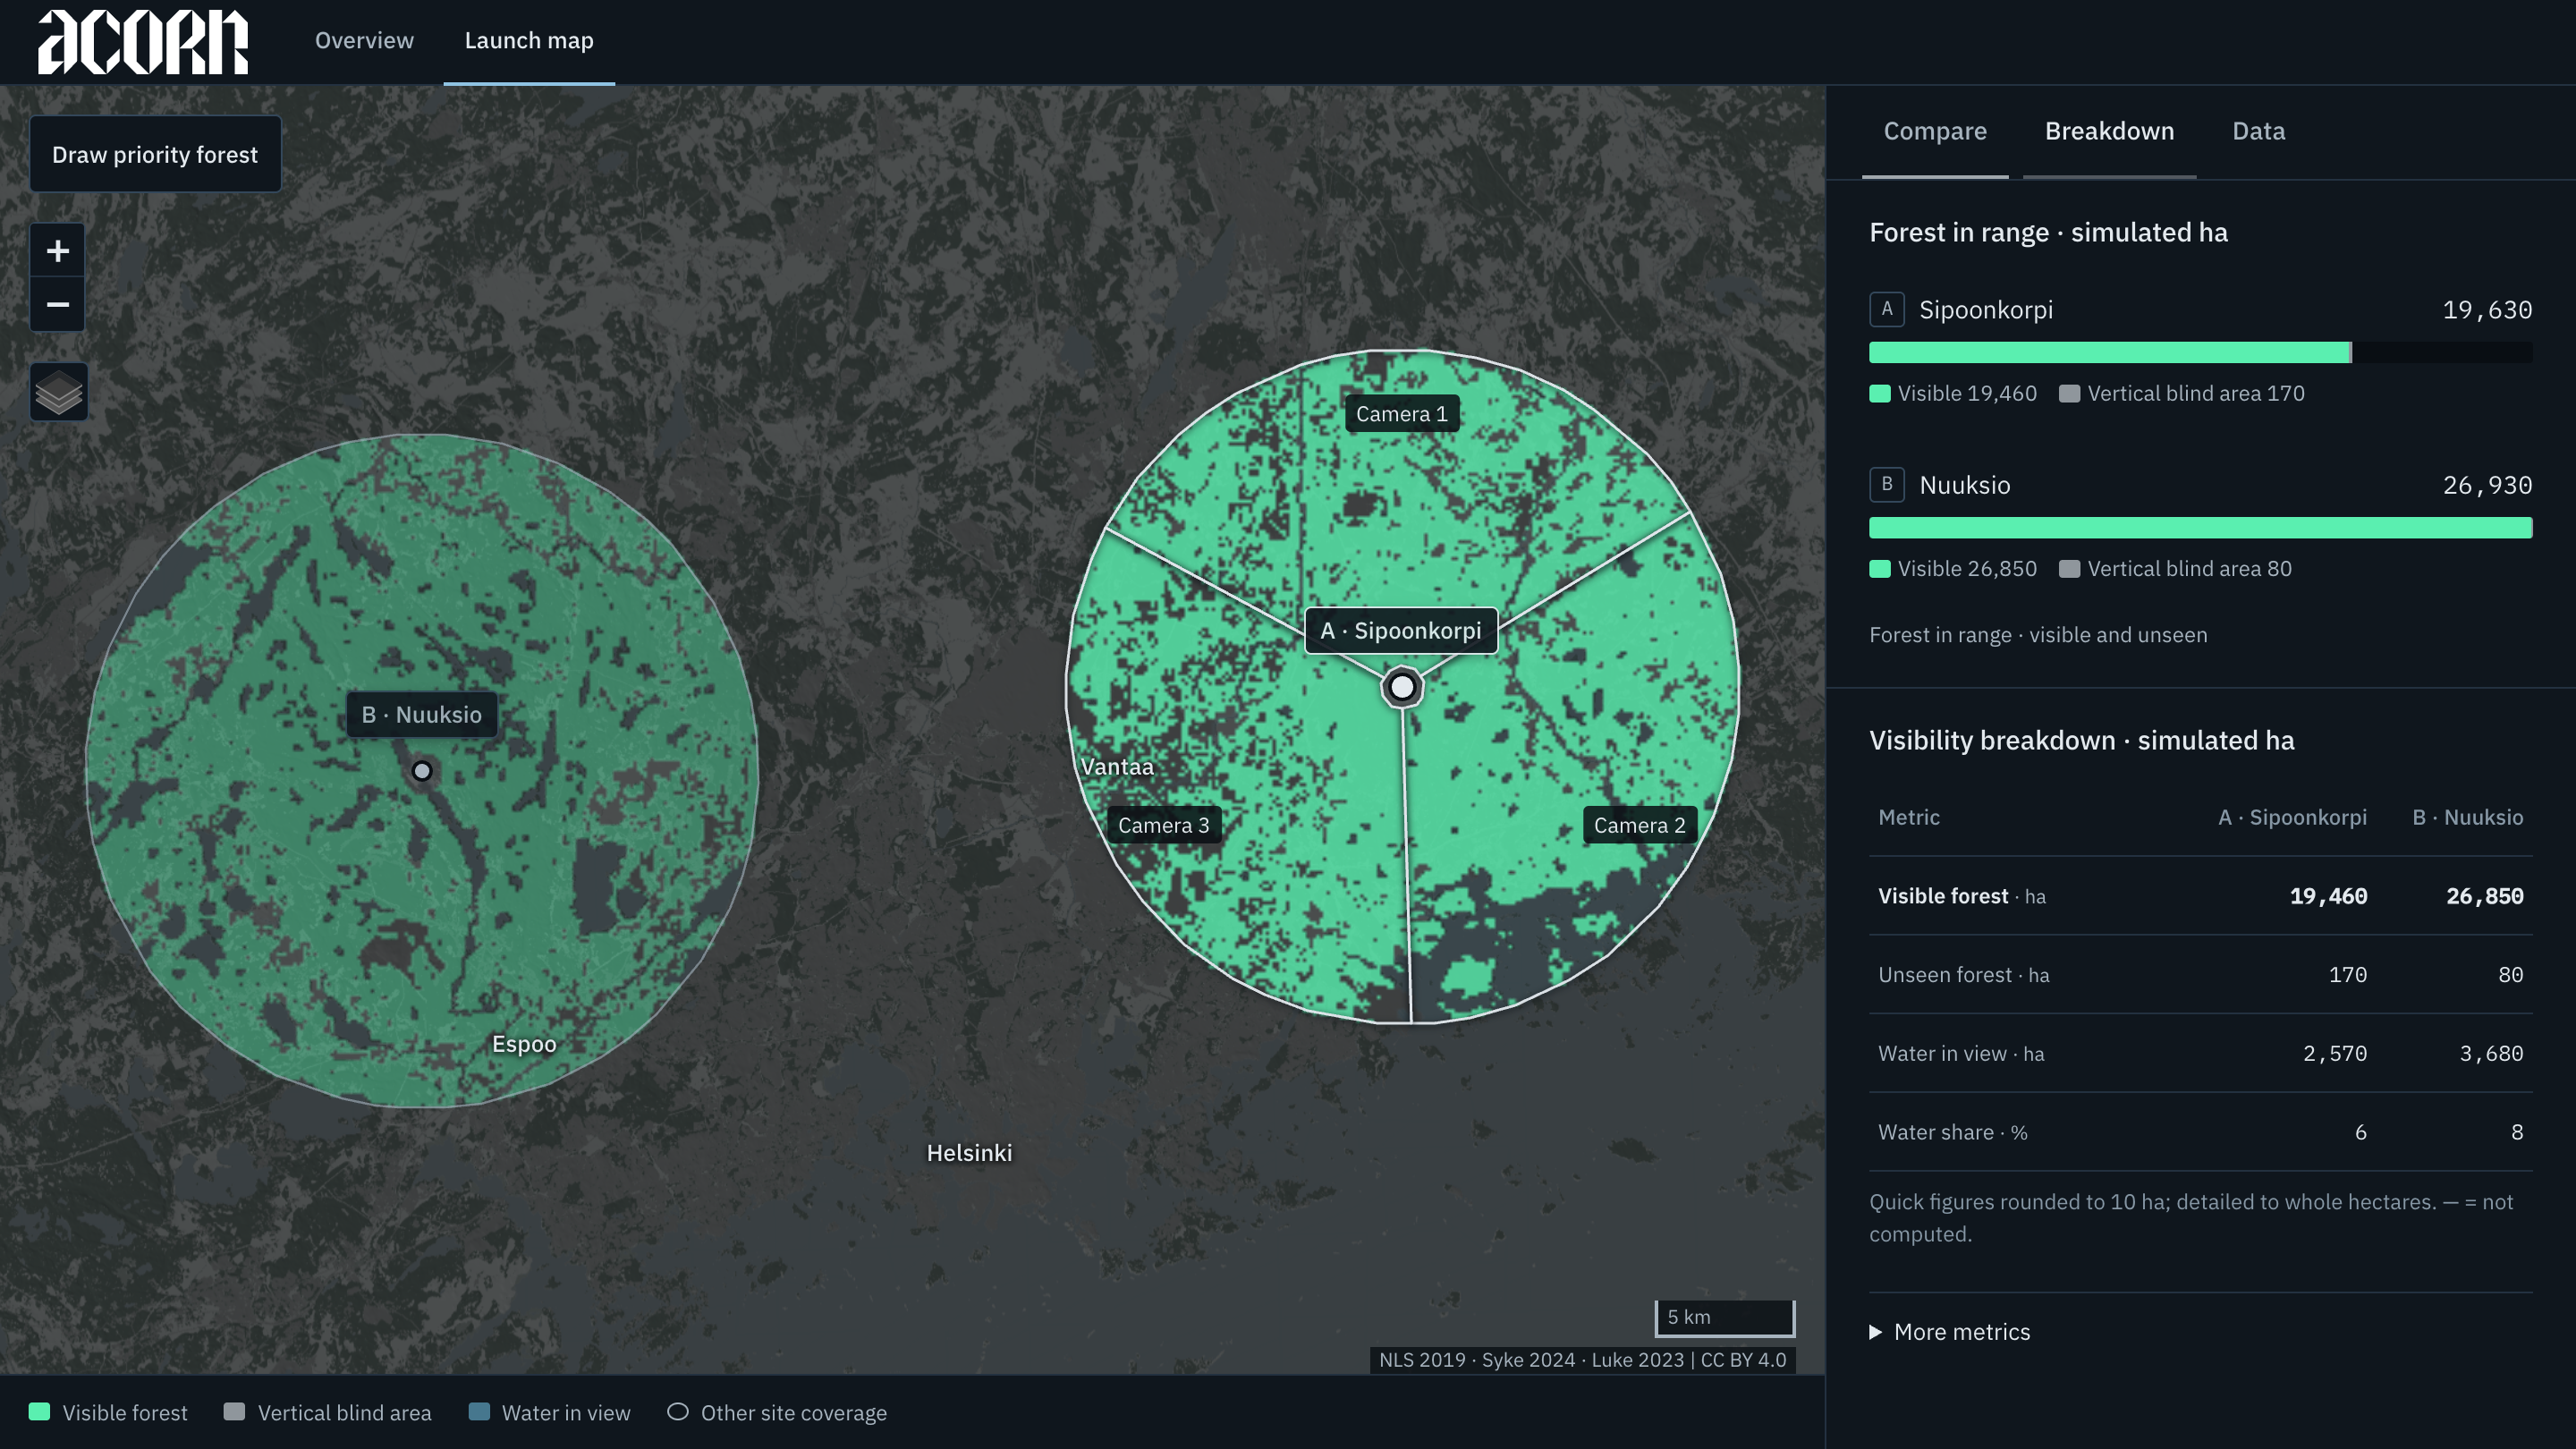 acorn
Overview
Launch map
Draw priority forest
+
−
Camera 1
A · Sipoonkorpi
B · Nuuksio
Vantaa
Camera 3
Camera 2
Espoo
Helsinki
5 km
NLS 2019 · Syke 2024 · Luke 2023 | CC BY 4.0
Visible forest
Vertical blind area
Water in view
Other site coverage
Compare
Breakdown
Data
Forest in range · simulated ha
A Sipoonkorpi 19,630
Visible 19,460 Vertical blind area 170
B Nuuksio 26,930
Visible 26,850 Vertical blind area 80
Forest in range · visible and unseen
Visibility breakdown · simulated ha
Metric A · Sipoonkorpi B · Nuuksio
Visible forest · ha 19,460 26,850
Unseen forest · ha 170 80
Water in view · ha 2,570 3,680
Water share · % 6 8
Quick figures rounded to 10 ha; detailed to whole hectares. — = not
computed.
More metrics